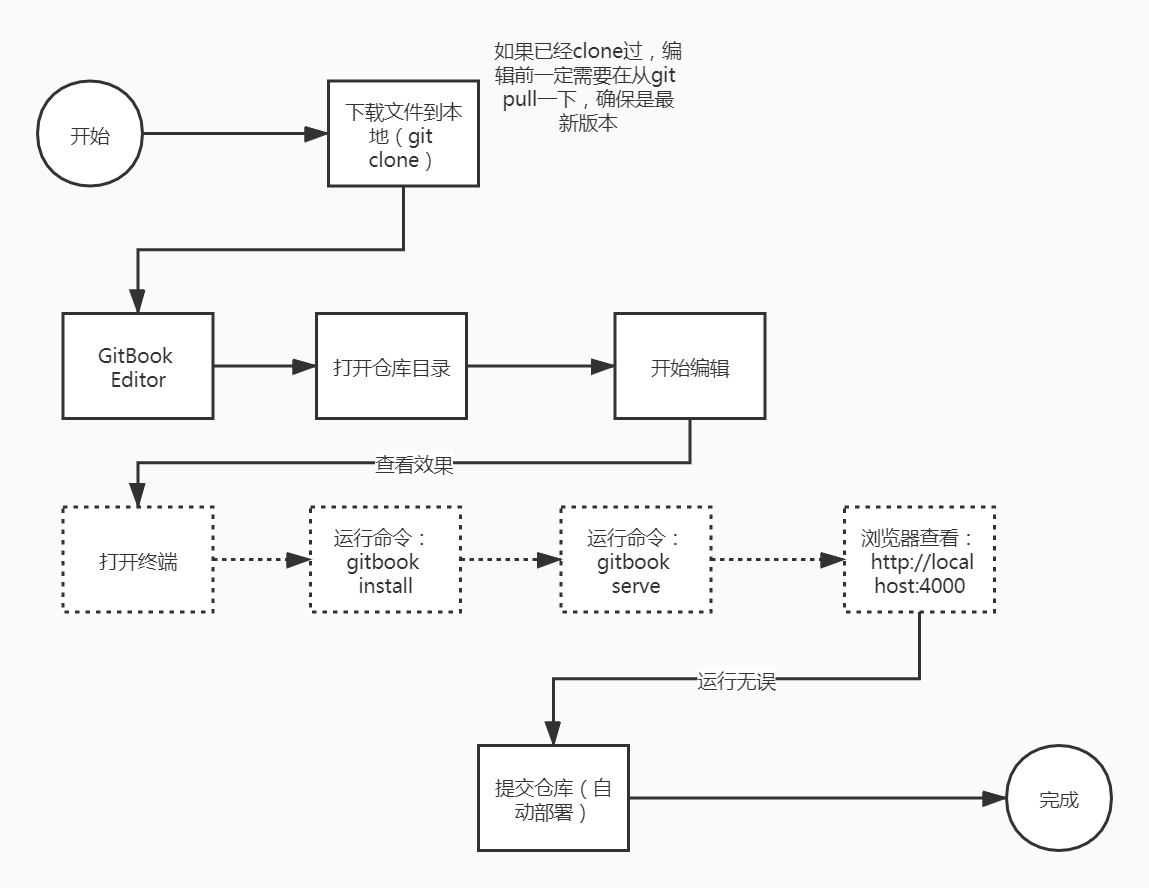 如果已经clone过，编
辑前一定需要在从git
pull一下，确保是最
新版本
开始
下载文件到本
地（git
clone）
GitBook
Editor
打开仓库目录
开始编辑
查看效果
打开终端
运行命令：
gitbook
install
运行命令：
gitbook
serve
浏览器查看：
http://local
host:4000
运行无误
提交仓库（自
动部署）
完成